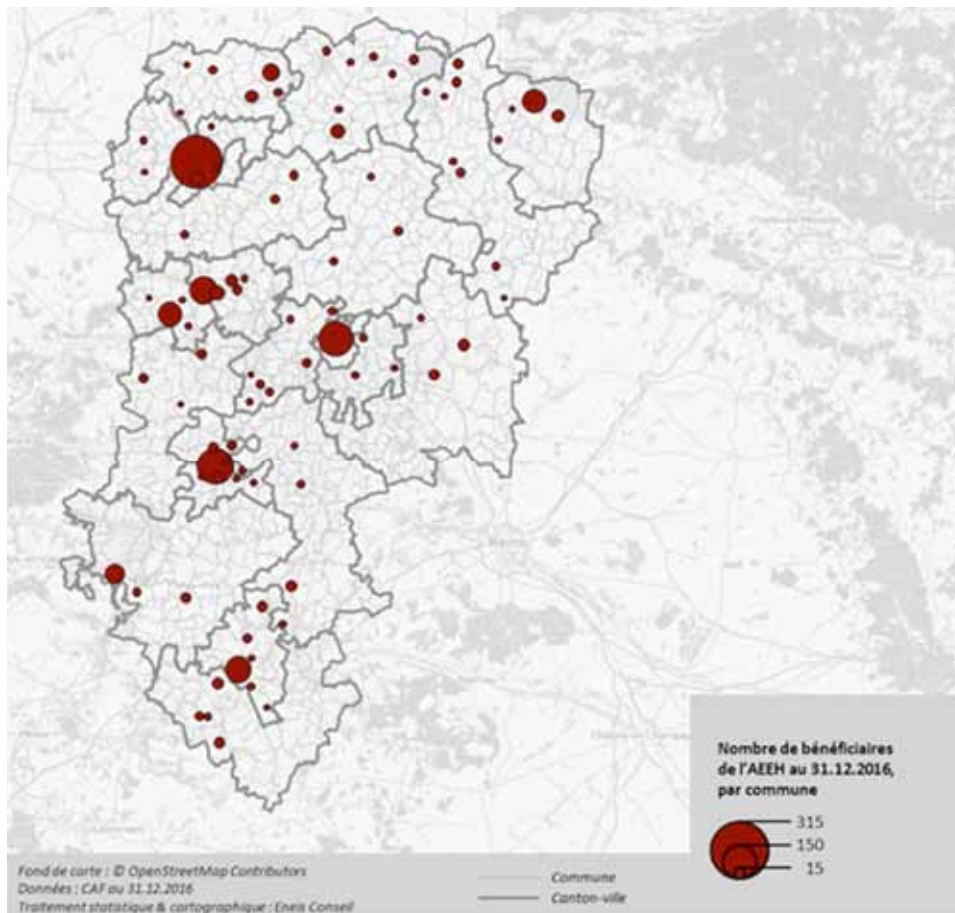 Nombre de bénéficiaires
de l'AEEH au 31.12.2016,
par commune
315
150
15
Fond de carte : © OpenStreetMap Contributors
Données : CAF au 31.12.2016
Traitement statistique & cartographique : Eneis Conseil
Commune
Canton-ville